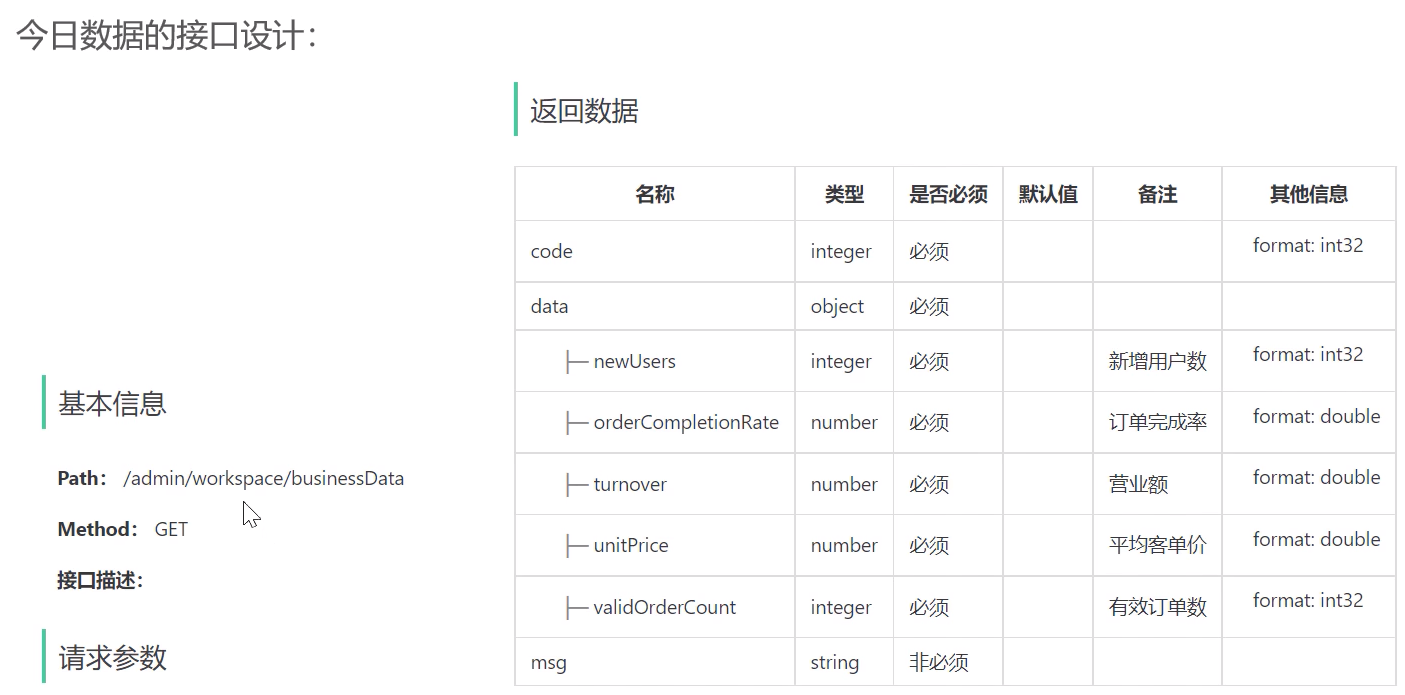 今日数据的接口设计：
基本信息
Path： /admin/workspace/businessData
Method： GET
接口描述：
请求参数
返回数据
名称 类型 是否必须 默认值 备注 其他信息
code integer 必须 format: int32
data object 必须
├─ newUsers integer 必须 新增用户数 format: int32
├─ orderCompletionRate number 必须 订单完成率 format: double
├─ turnover number 必须 营业额 format: double
├─ unitPrice number 必须 平均客单价 format: double
├─ validOrderCount integer 必须 有效订单数 format: int32
msg string 非必须